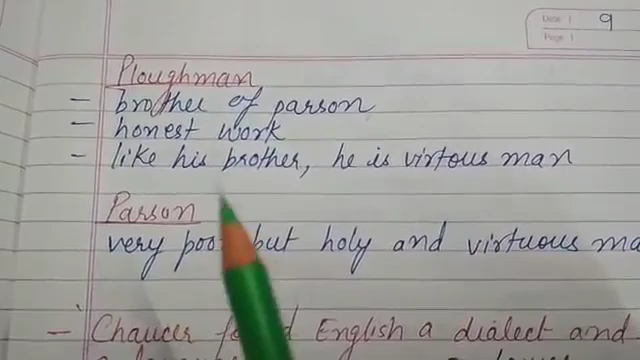 Date
9
Page
Ploughman
- brother of parson
- honest work
- like his brother, he is virtous man
Parson
very poor but holy and virtuous
- Chaucer English a dialect and